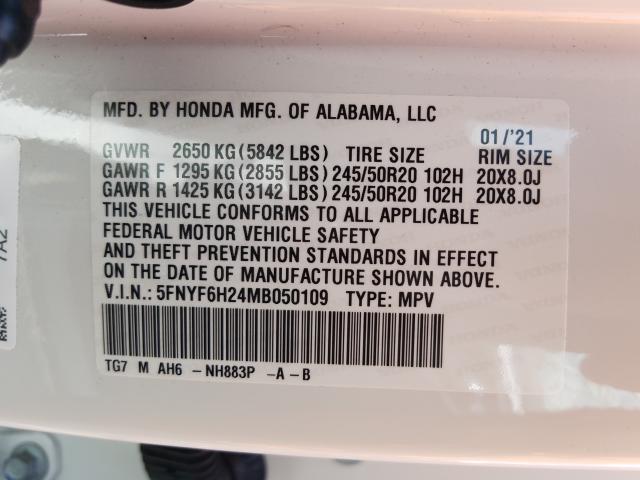 MFD. BY HONDA MFG. OF ALABAMA, LLC 01/'21
GVWR 2650 KG (5842 LBS) TIRE SIZE RIM SIZE
GAWR F 1295 KG (2855 LBS) 245/50R20 102H 20X8.0J
GAWR R 1425 KG (3142 LBS) 245/50R20 102H 20X8.0J
THIS VEHICLE CONFORMS TO ALL APPLICABLE
FEDERAL MOTOR VEHICLE SAFETY
AND THEFT PREVENTION STANDARDS IN EFFECT
ON THE DATE OF MANUFACTURE SHOWN ABOVE.
V.I.N.: 5FNYF6H24MB050109 TYPE: MPV
TG7 M AH6 - NH883P -A - B